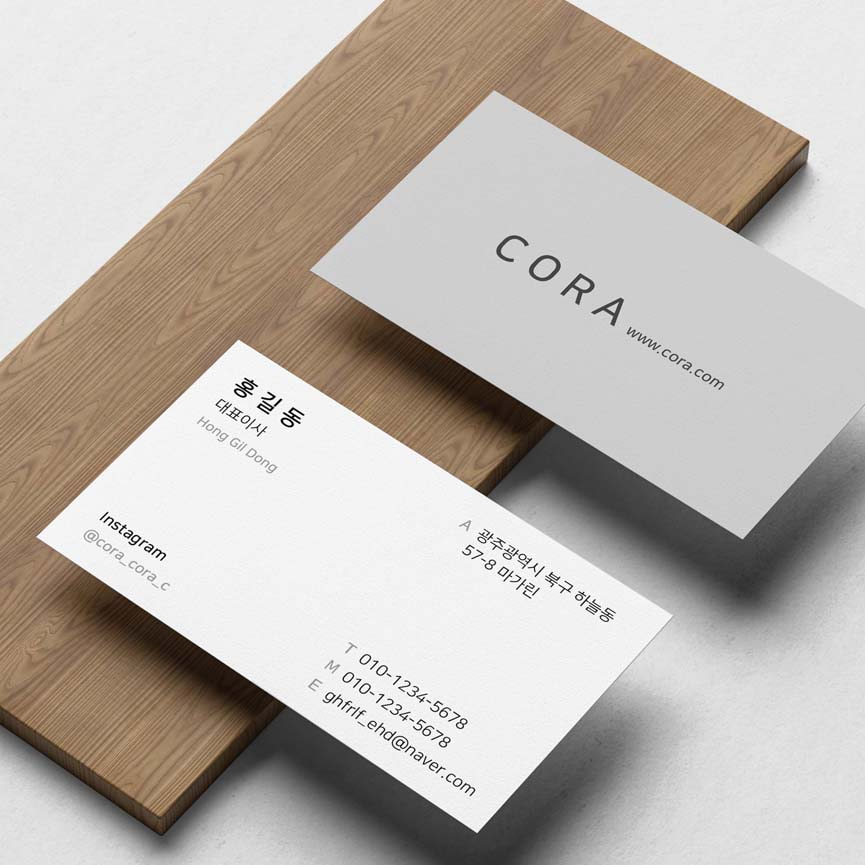 CORA
www.cora.com
홍길동
대표이사
Hong Gil Dong
Instagram
@cora_cora_c
A 광주광역시 북구 하늘동
57-8 마가린
T 010-1234-5678
M 010-1234-5678
E ghfrlf_ehd@naver.com